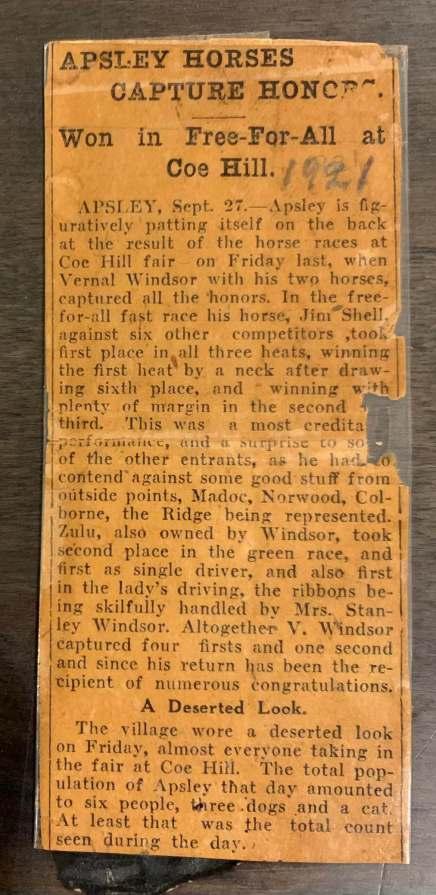 APSLEY HORSES
CAPTURE HONORS.
Won in Free-For-All at
Coe Hill. 1921
APSLEY, Sept. 27.—Apsley is fig-
uratively patting itself on the back
at the result of the horse races at
Coe Hill fair on Friday last, when
Vernal Windsor with his two horses,
captured all the honors. In the free-
for-all fast race his horse, Jim Shell,
against six other competitors ,took
first place in all three heats, winning
the first heat by a neck after draw-
ing sixth place, and winning with
plenty of margin in the second
third. This was a most credita
performance, and a surprise to so
of the other entrants, as he had to
contend against some good stuff from
outside points, Madoc, Norwood, Col-
borne, the Ridge being represented.
Zulu, also owned by Windsor, took
second place in the green race, and
first as single driver, and also first
in the lady's driving, the ribbons be-
ing skilfully handled by Mrs. Stan-
ley Windsor. Altogether V. Windsor
captured four firsts and one second
and since his return has been the re-
cipient of numerous congratulations.
A Deserted Look.
The village wore a deserted look
on Friday, almost everyone taking in
the fair at Coe Hill. The total pop-
ulation of Apsley that day amounted
to six people, three dogs and a cat.
At least that was the total count
seen during the day.